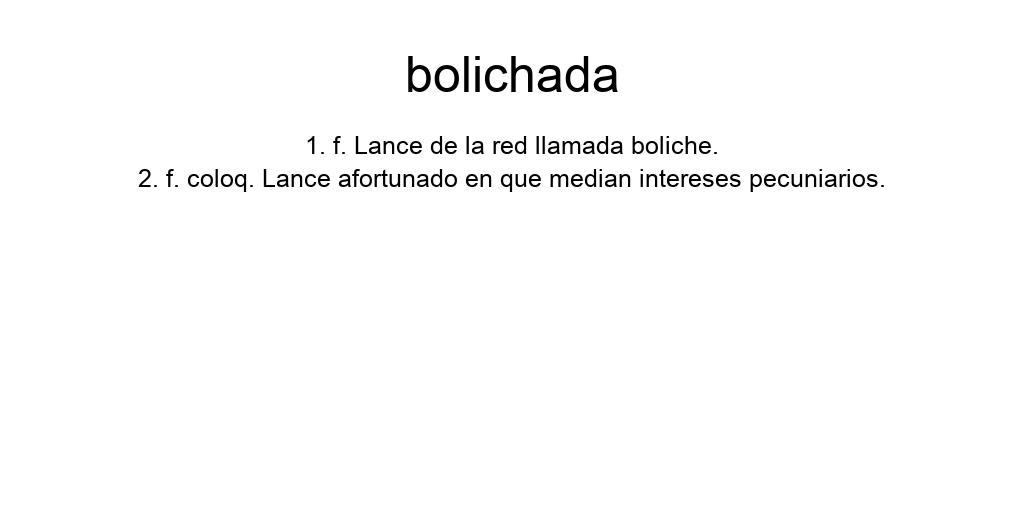 bolichada
1. f. Lance de la red llamada boliche.
2. f. coloq. Lance afortunado en que median intereses pecuniarios.